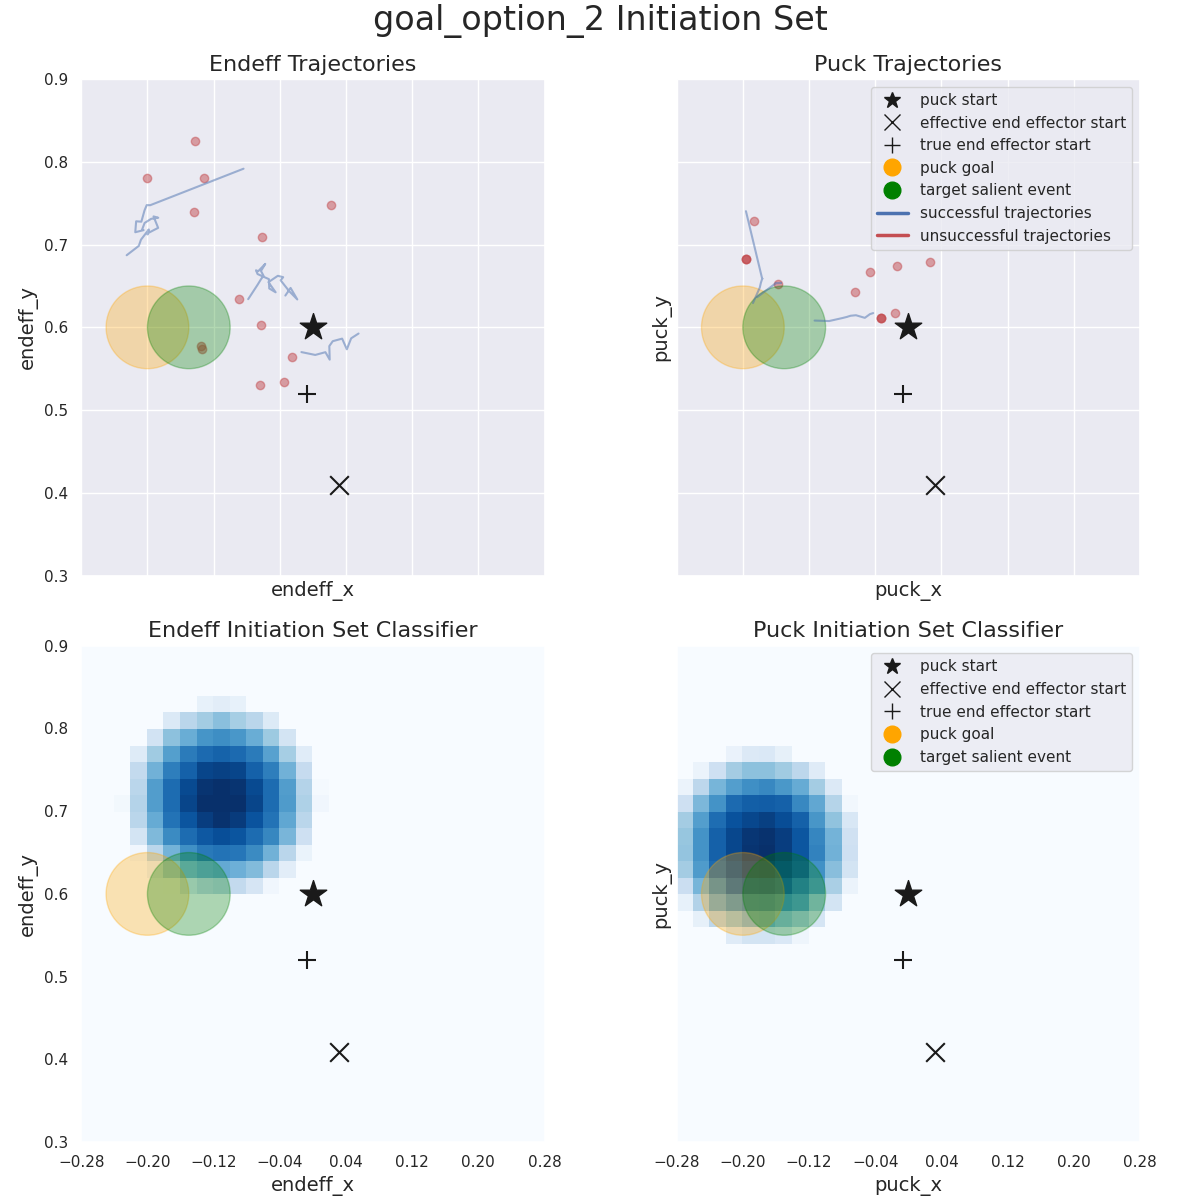 goal_option_2 Initiation Set
Endeff Trajectories
Puck Trajectories
0.9
0.8
0.7
0.6
0.5
0.4
0.3
endeff_y
endeff_x
puck_y
puck_x
puck start
effective end effector start
true end effector start
puck goal
target salient event
successful trajectories
unsuccessful trajectories
Endeff Initiation Set Classifier
Puck Initiation Set Classifier
0.9
0.8
0.7
0.6
0.5
0.4
0.3
endeff_y
−0.28 −0.20 −0.12 −0.04 0.04 0.12 0.20 0.28
endeff_x
puck_y
puck start
effective end effector start
true end effector start
puck goal
target salient event
−0.28 −0.20 −0.12 −0.04 0.04 0.12 0.20 0.28
puck_x